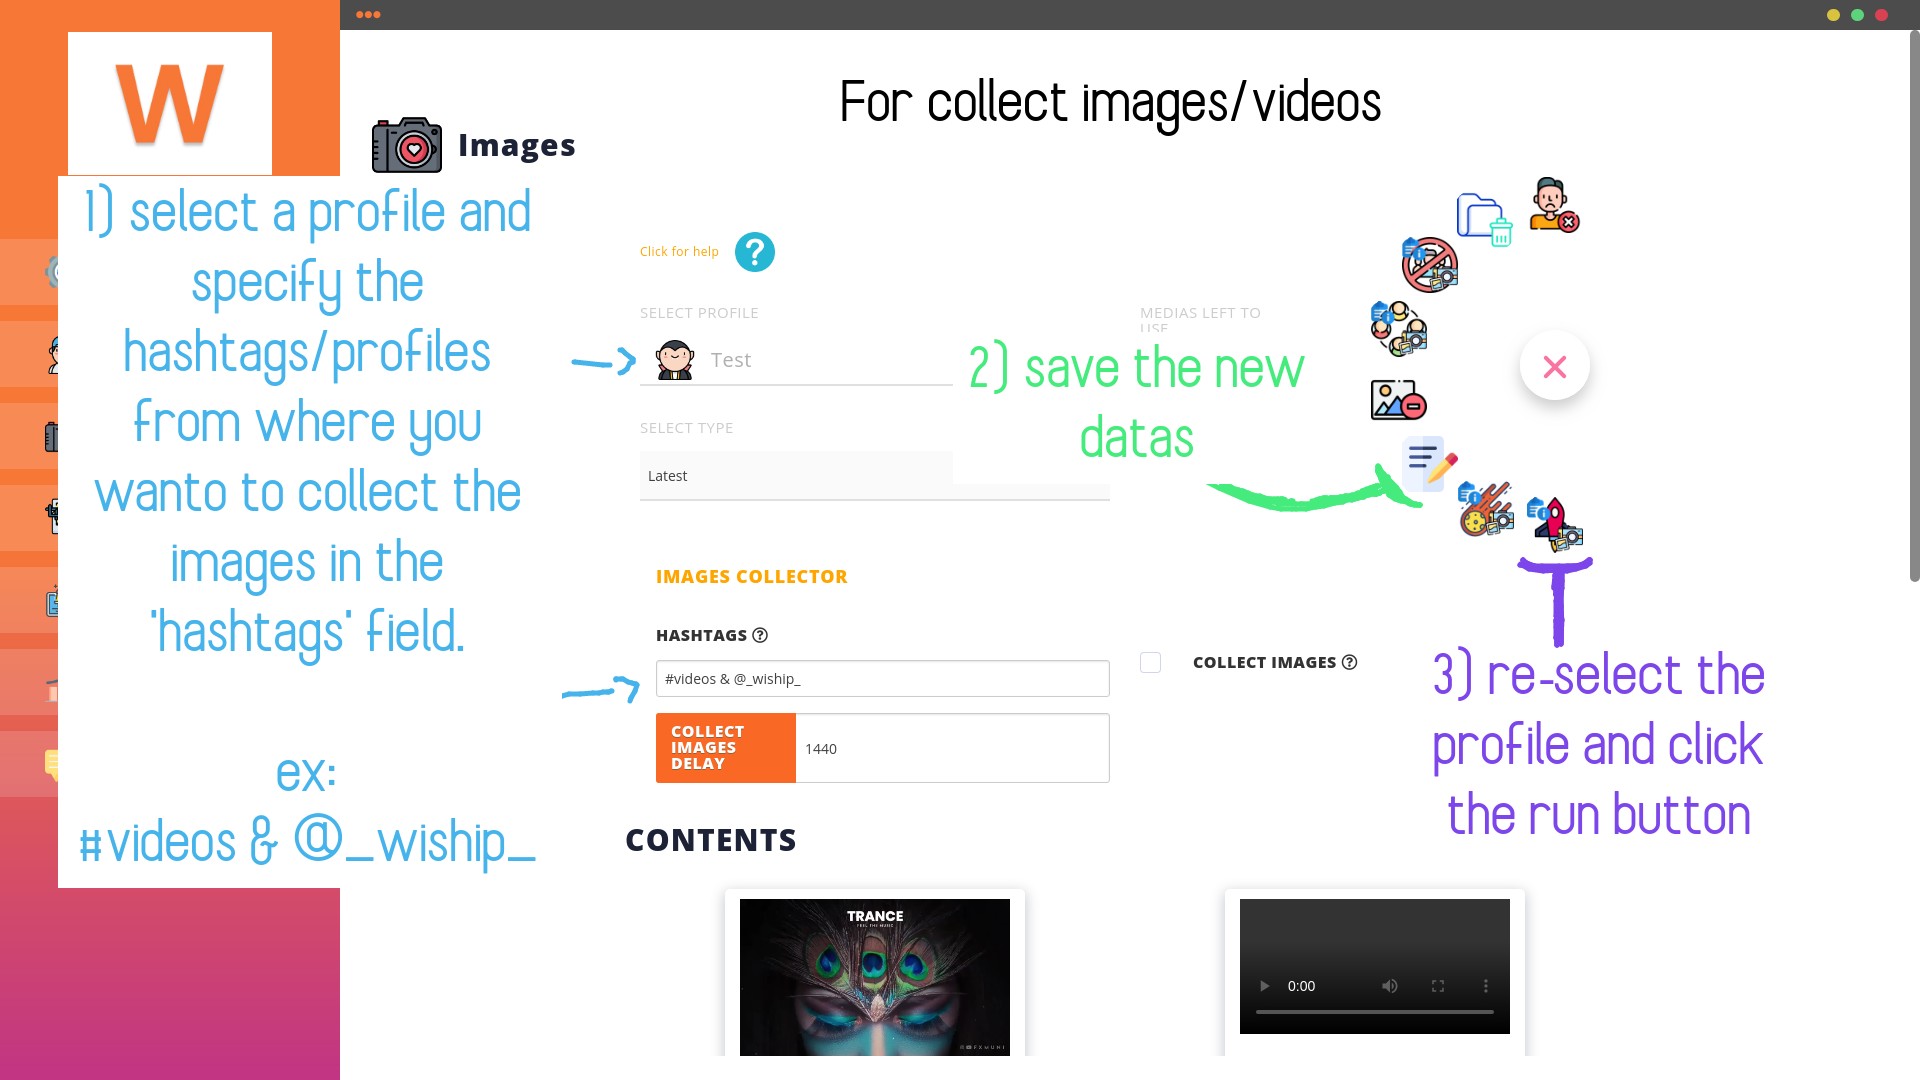 W
For collect images/videos
Images
1) select a profile and
specify the
hashtags/profiles
from where you
wanto to collect the
images in the
'hashtags' field.
ex:
#videos & @_wiship_
Click for help
?
SELECT PROFILE
Test
MEDIAS LEFT TO
USE
2) save the new
datas
SELECT TYPE
Latest
IMAGES COLLECTOR
HASHTAGS
#videos & @_wiship_
COLLECT IMAGES
COLLECT
IMAGES
DELAY
1440
3) re-select the
profile and click
the run button
CONTENTS
TRANCE
FEEL THE MUSIC
0:00